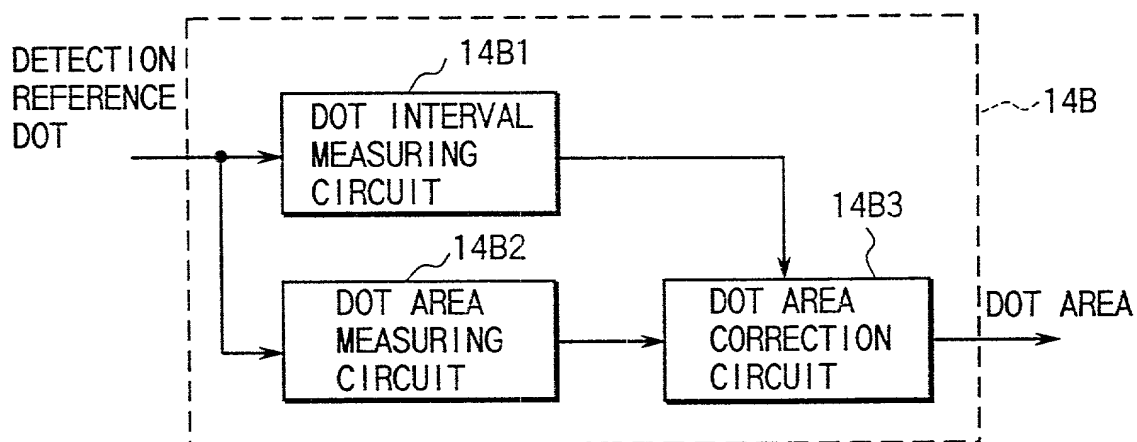 DETECTION
REFERENCE
DOT
14B1
DOT INTERVAL
MEASURING
CIRCUIT
14B
14B2
DOT AREA
MEASURING
CIRCUIT
14B3
DOT AREA
CORRECTION
CIRCUIT
DOT AREA